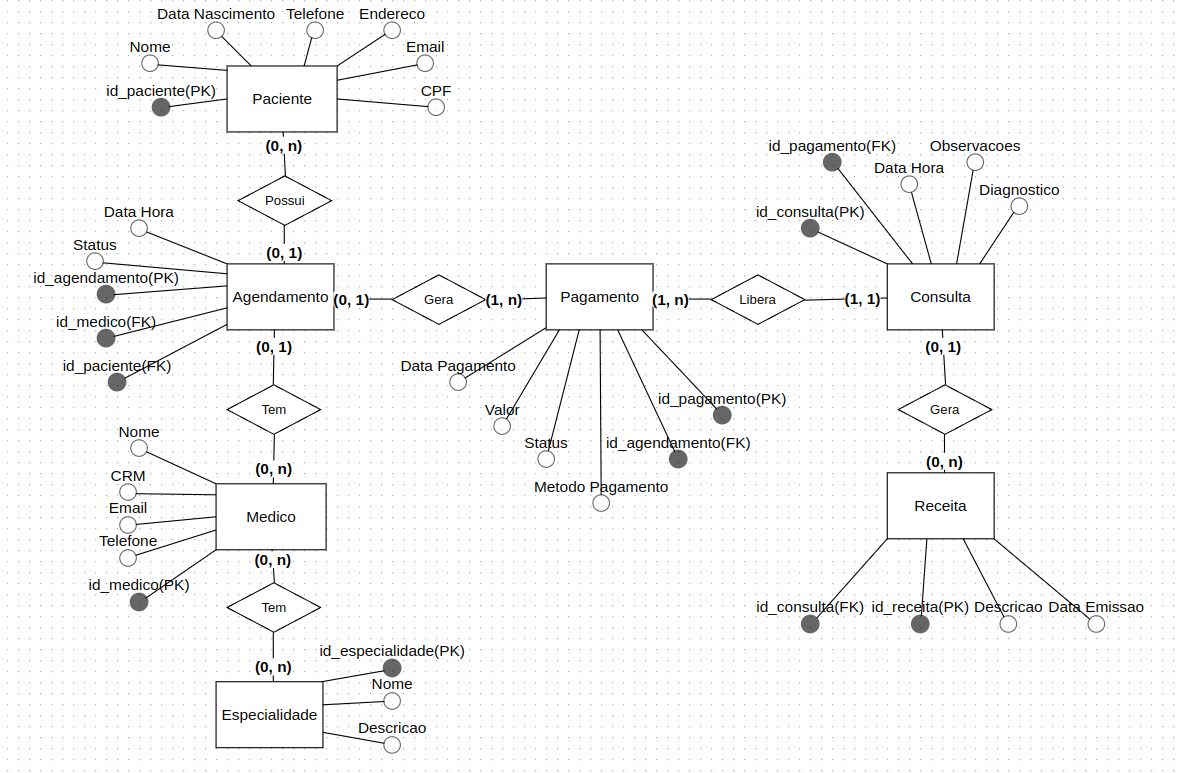 Data Nascimento
Telefone
Endereco
Nome
Email
id_paciente(PK)
CPF
Paciente
(0, n)
Possui
(0, 1)
Data Hora
Status
id_agendamento(PK)
id_medico(FK)
id_paciente(FK)
Agendamento
(0, 1)
Gera
(1, n)
Pagamento
(1, n)
Libera
(1, 1)
Consulta
id_pagamento(FK)
Observacoes
Data Hora
Diagnostico
id_consulta(PK)
(0, 1)
Tem
(0, n)
Data Pagamento
Valor
Status
Metodo Pagamento
id_agendamento(FK)
id_pagamento(PK)
(0, 1)
Gera
(0, n)
Receita
id_consulta(FK)
id_receita(PK)
Descricao
Data Emissao
Nome
CRM
Email
Telefone
id_medico(PK)
Medico
(0, n)
Tem
(0, n)
Especialidade
id_especialidade(PK)
Nome
Descricao